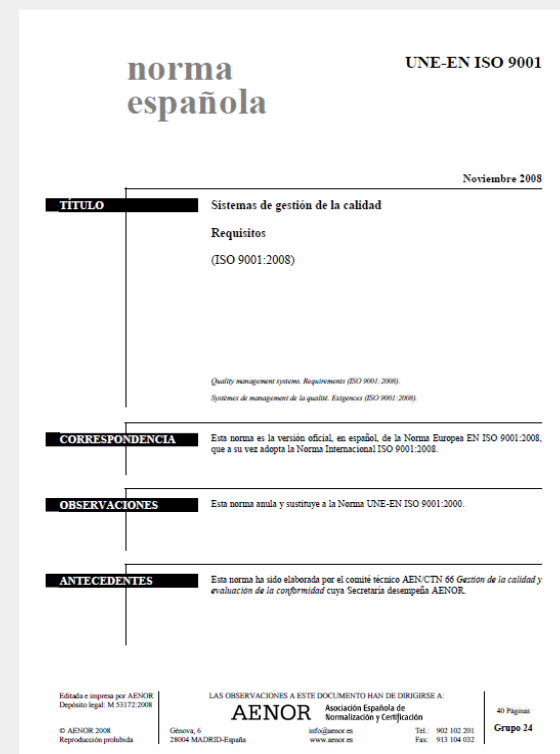 norma
española
UNE-EN ISO 9001
Noviembre 2008
TÍTULO
Sistemas de gestión de la calidad
Requisitos
(ISO 9001:2008)
Quality management systems. Requirements (ISO 9001:2008).
Systèmes de management de la qualité. Exigences (ISO 9001:2008).
CORRESPONDENCIA
Esta norma es la versión oficial, en español, de la Norma Europea EN ISO 9001:2008,
que a su vez adopta la Norma Internacional ISO 9001:2008.
OBSERVACIONES
Esta norma anula y sustituye a la Norma UNE-EN ISO 9001:2000.
ANTECEDENTES
Esta norma ha sido elaborada por el comité técnico AEN/CTN 66 Gestión de la calidad y
evaluación de la conformidad cuya Secretaría desempeña AENOR.
Editada e impresa por AENOR
Depósito legal: M 53172:2008
© AENOR 2008
Reproducción prohibida
LAS OBSERVACIONES A ESTE DOCUMENTO HAN DE DIRIGIRSE A:
AENOR
Asociación Española de
Normalización y Certificación
Génova, 6
28004 MADRID-España
info@aenor.es
www.aenor.es
Tel.: 902 102 201
Fax: 913 104 032
40 Páginas
Grupo 24